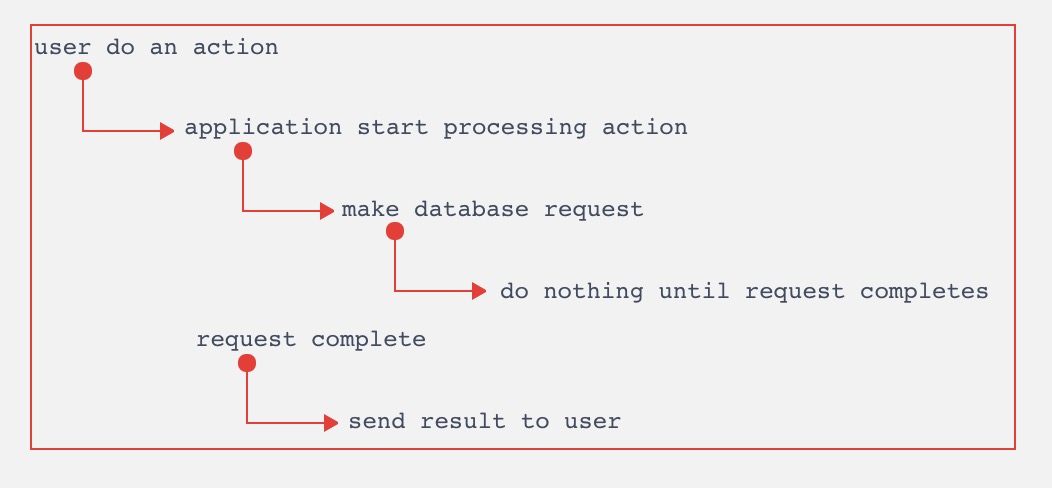 user do an action
application start processing action
make database request
do nothing until request completes
request complete
send result to user